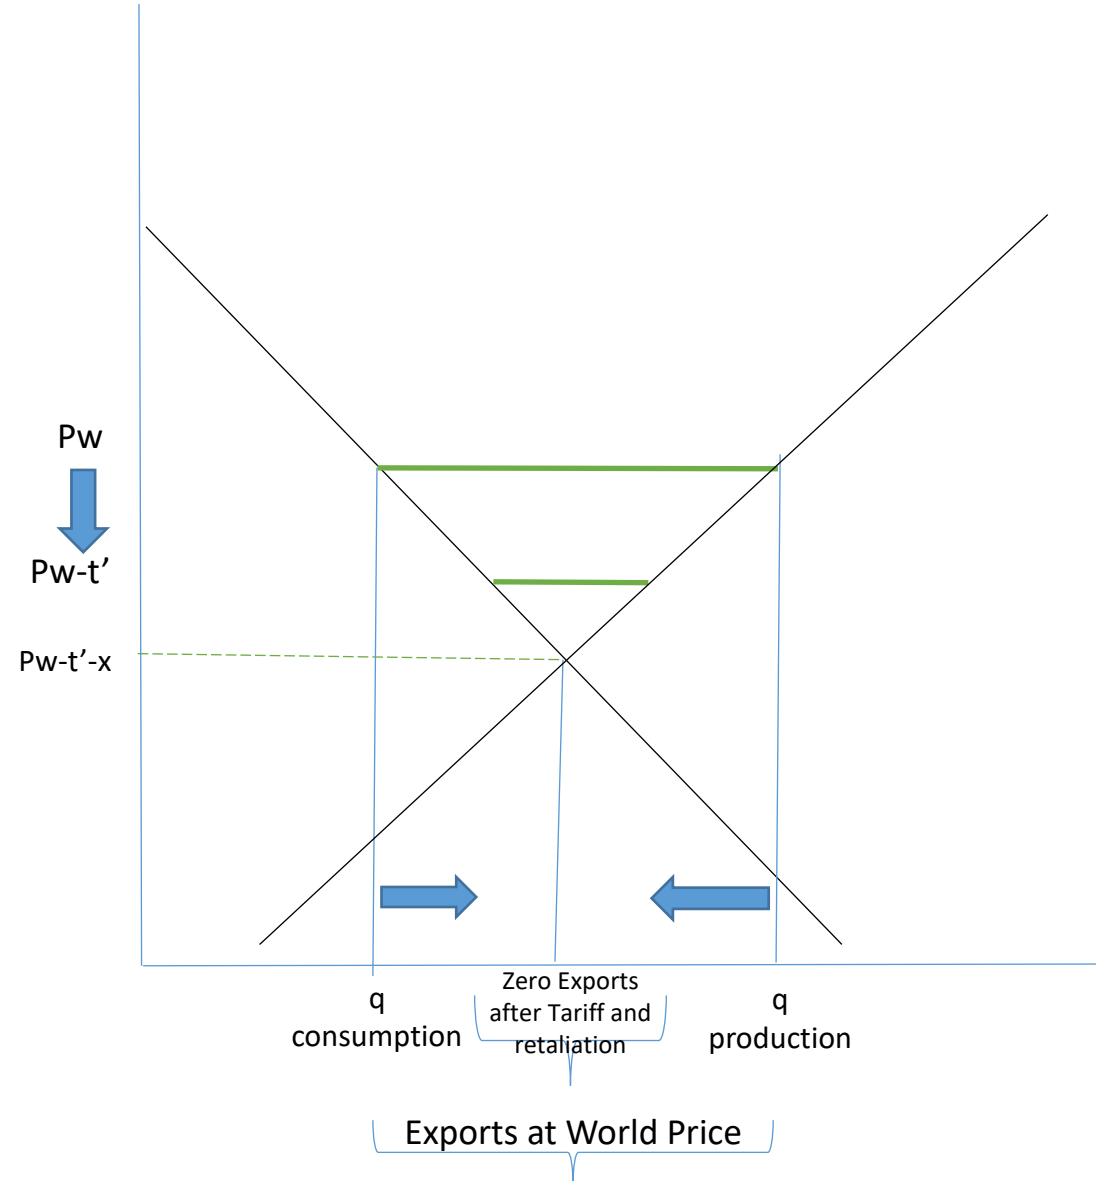 Pw
Pw-t’
Pw-t’-x
Zero Exports
after Tariff and
retaliation
q
consumption
q
production
Exports at World Price